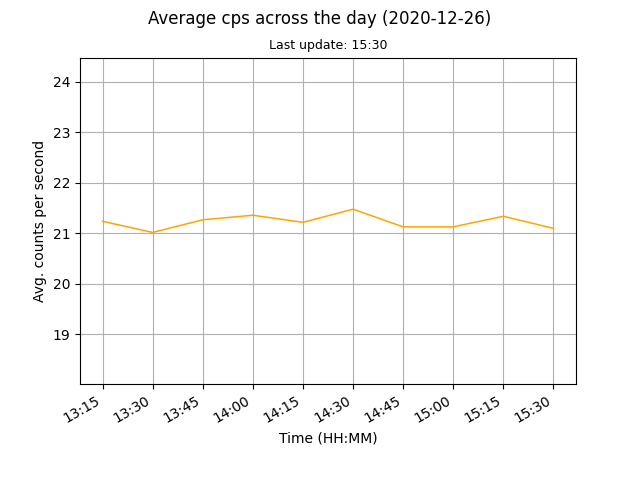 Average cps across the day (2020-12-26)
Last update: 15:30
24
23
22
21
20
19
Avg. counts per second
13:15 13:30 13:45 14:00 14:15 14:30 14:45 15:00 15:15 15:30
Time (HH:MM)